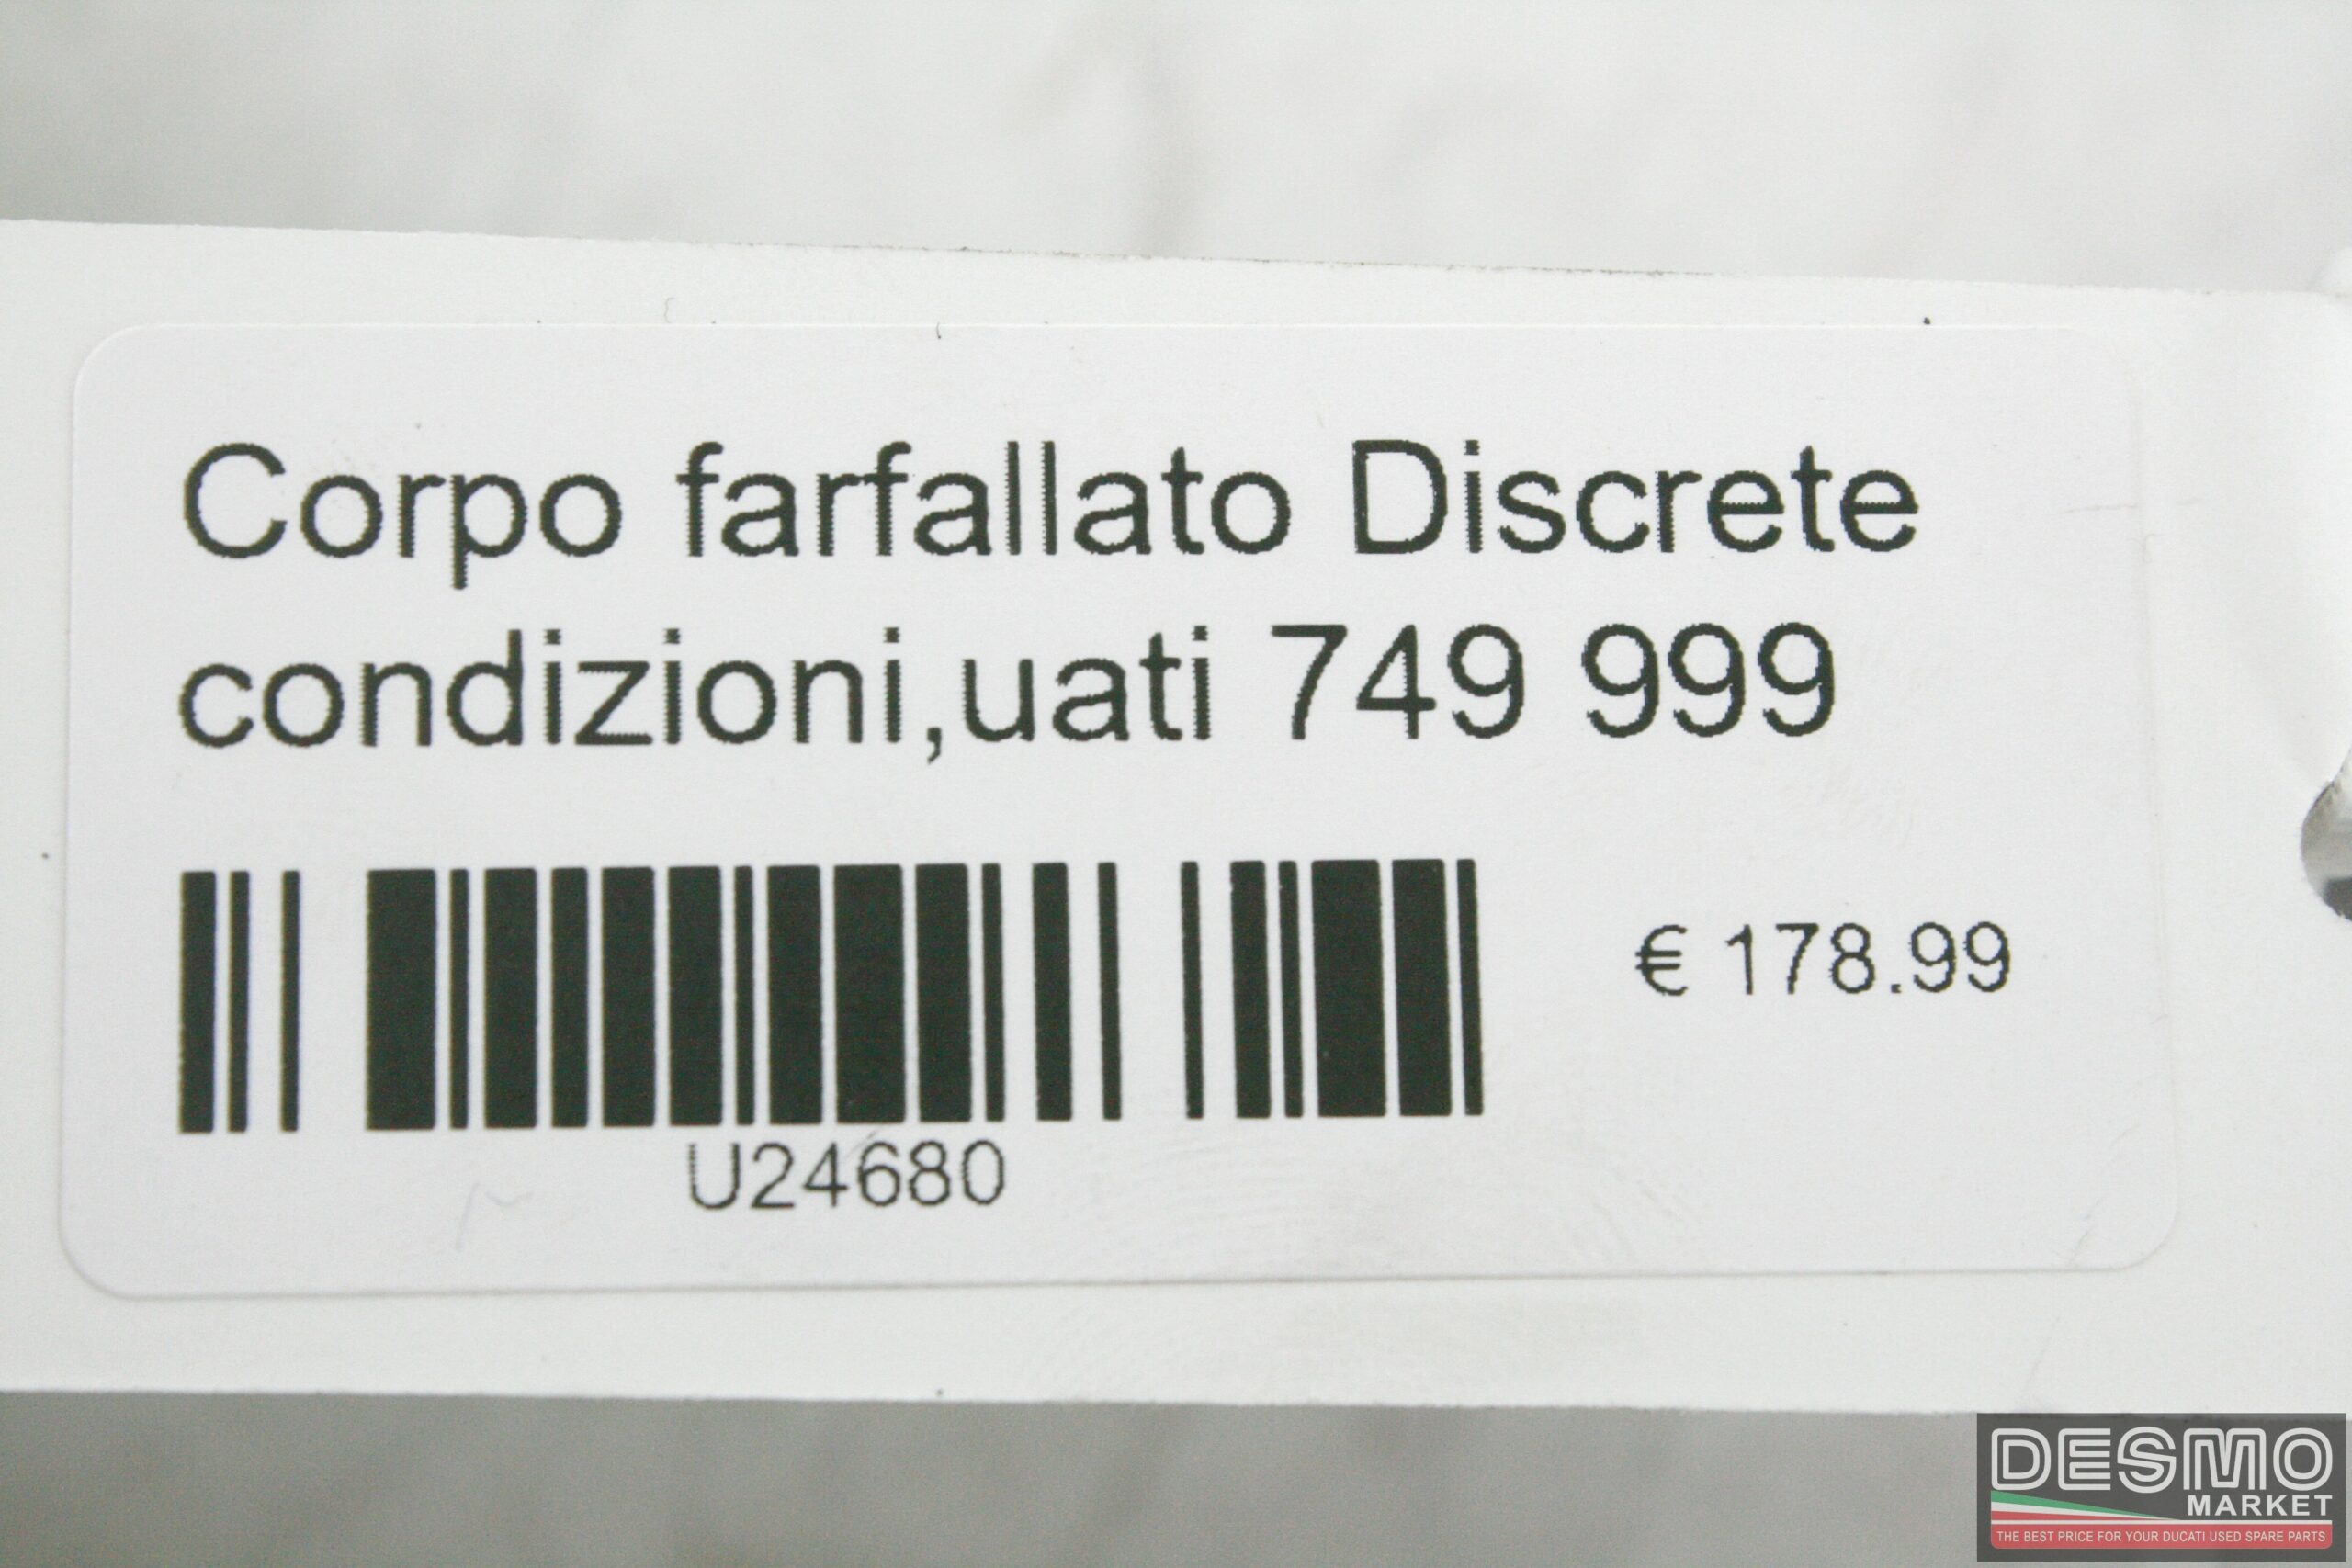 Corpo farfallato Discrete
condizioni,uati 749 999
€ 178.99
U24680
DESMO
MARKET
THE BEST PRICE FOR YOUR DUCATI USED SPARE PARTS